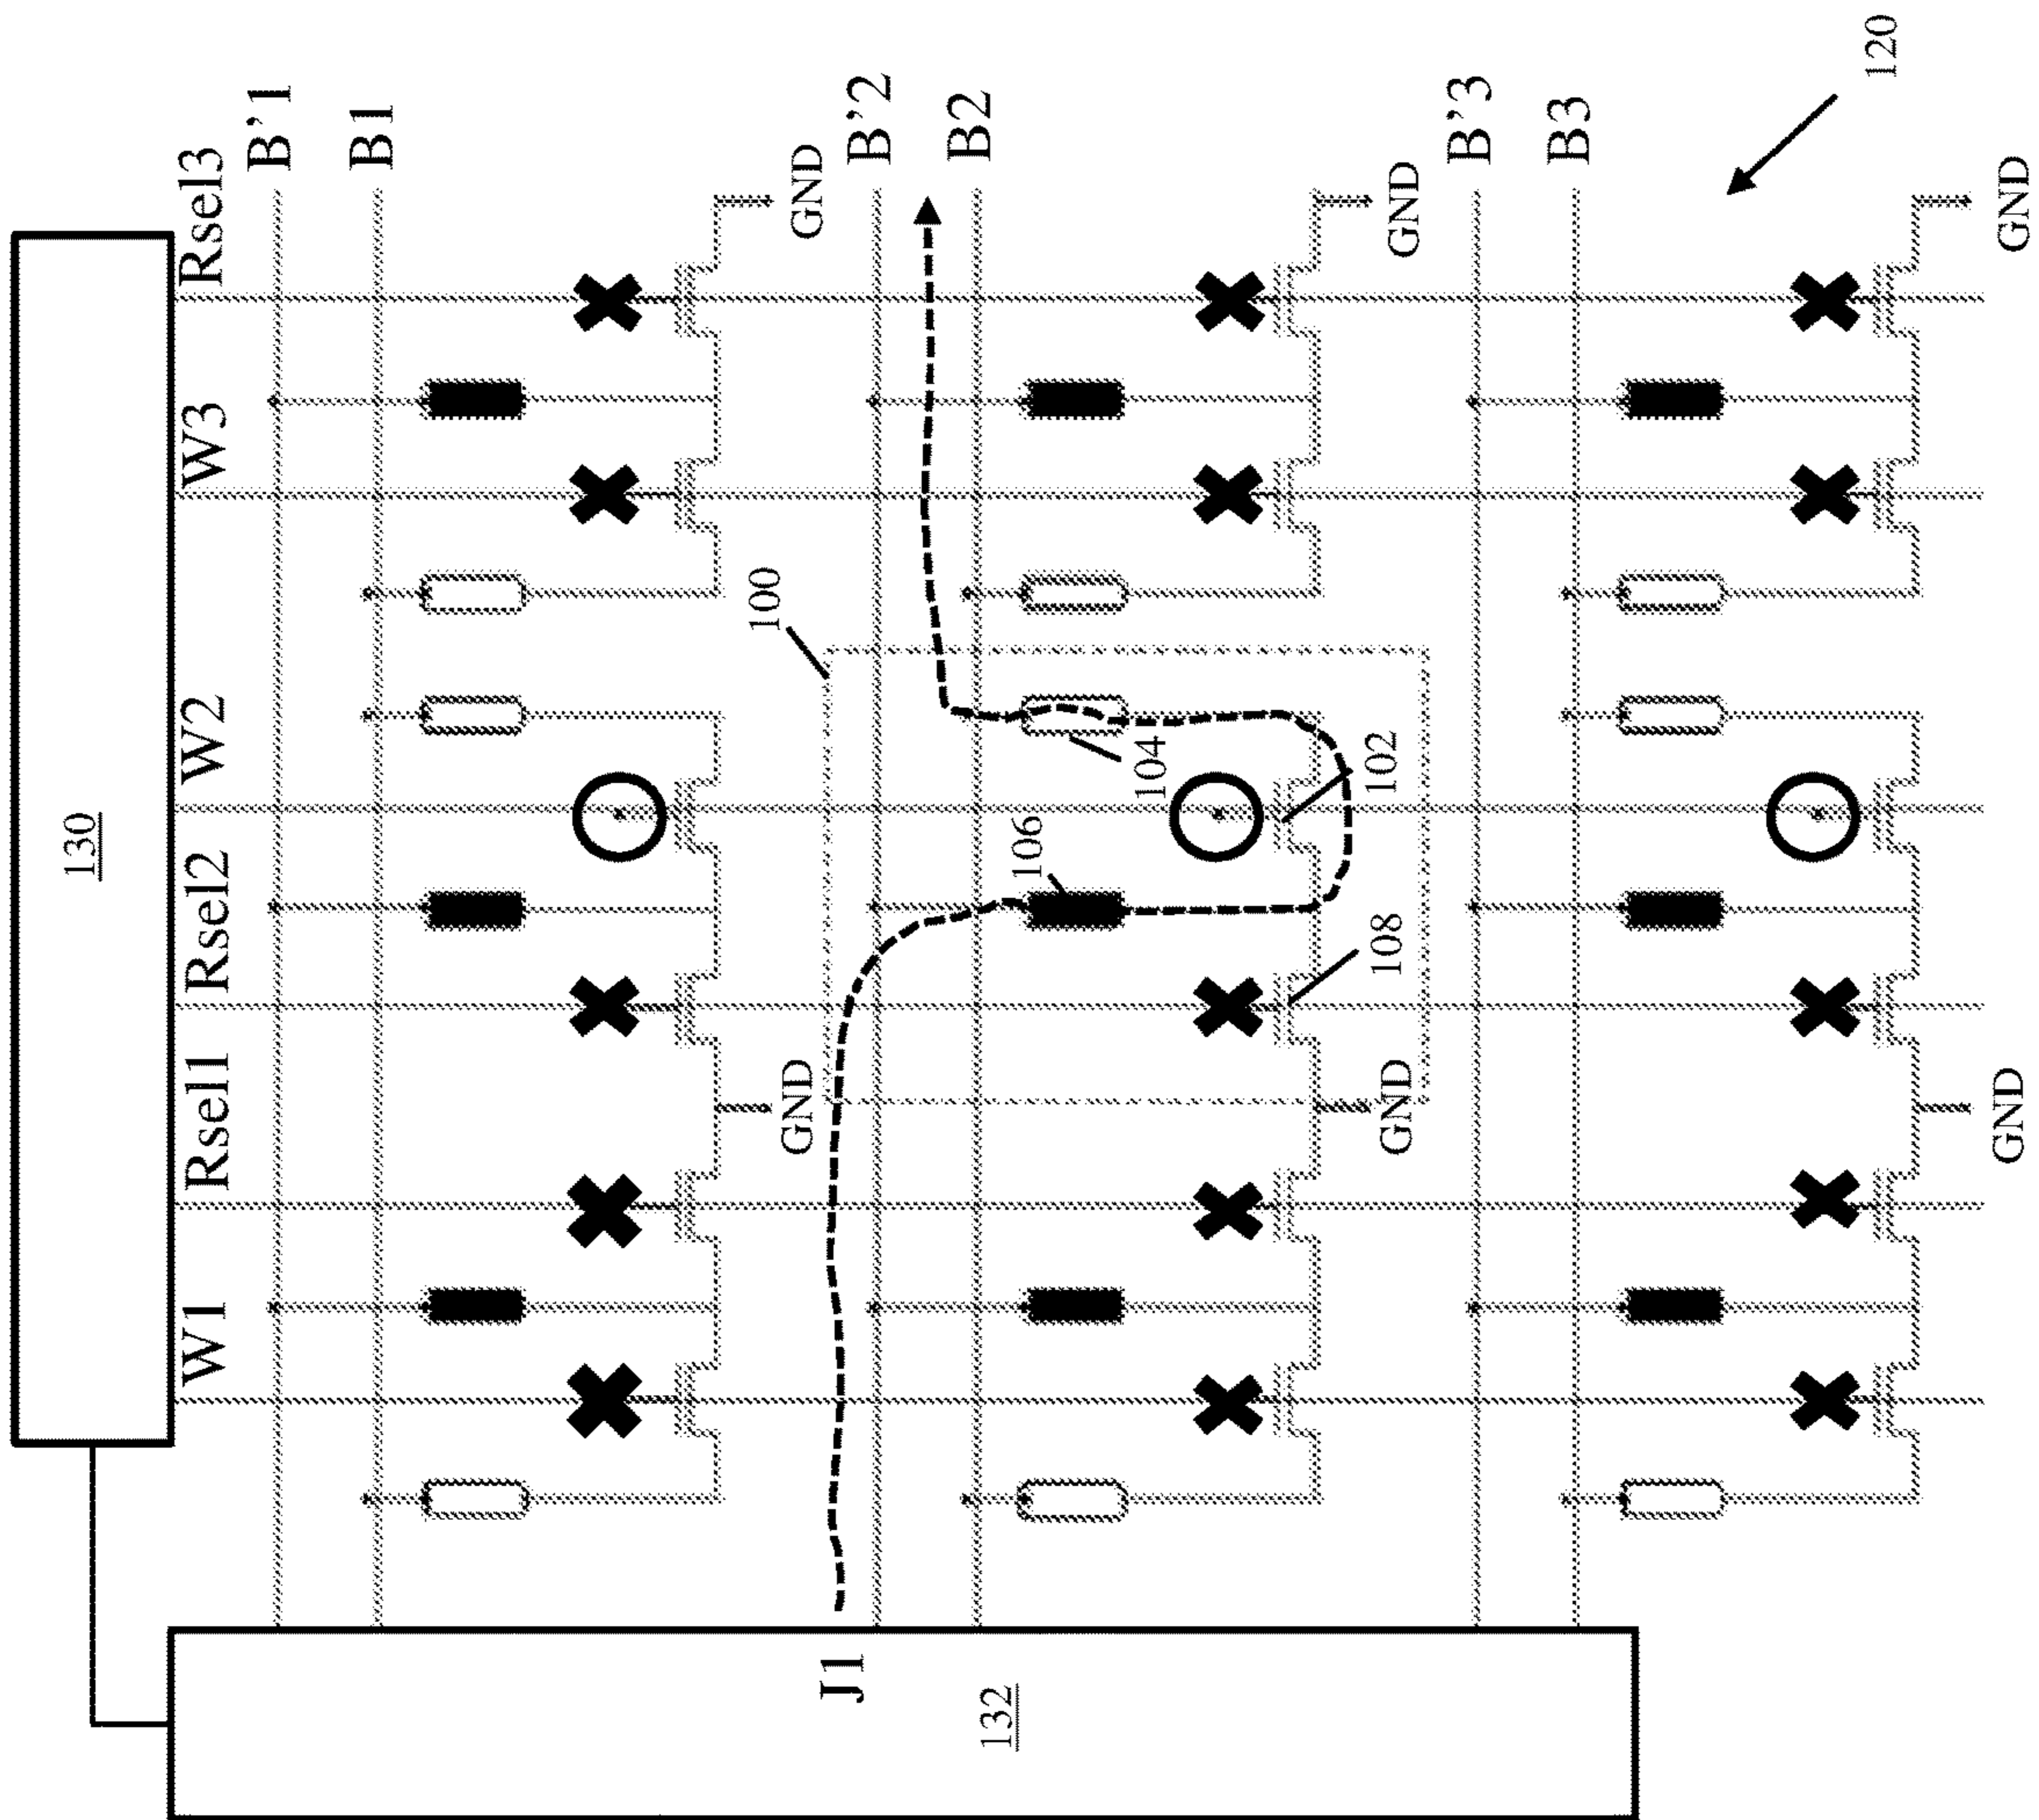 130
W1
Rsel1
Rsel2
W2
W3
Rsel3
B'1
B1
GND
GND
100
J1
132
B'2
B2
106
104
102
108
GND
GND
B'3
B3
GND
GND
120